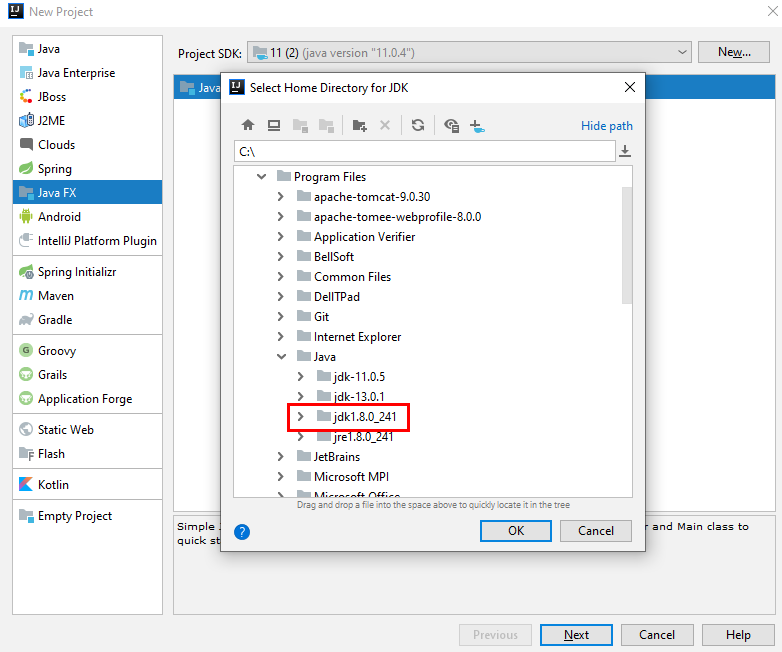 New Project
Java
Java Enterprise
JBoss
J2ME
Clouds
Spring
Java FX
Android
IntelliJ Platform Plugin
Spring Initializr
Maven
Gradle
Groovy
Grails
Application Forge
Static Web
Flash
Kotlin
Empty Project
Project SDK: 11 (2) (java version "11.0.4") New...
Java
Select Home Directory for JDK
Hide path
C:\
Program Files
apache-tomcat-9.0.30
apache-tomee-webprofile-8.0.0
Application Verifier
BellSoft
Common Files
DellTPad
Git
Internet Explorer
Java
jdk-11.0.5
jdk-13.0.1
jdk1.8.0_241
jre1.8.0_241
JetBrains
Microsoft MPI
Microsoft Office
Drag and drop a file into the space above to quickly locate it in the tree
? OK Cancel
Simple and Main class to
quick
Previous Next Cancel Help